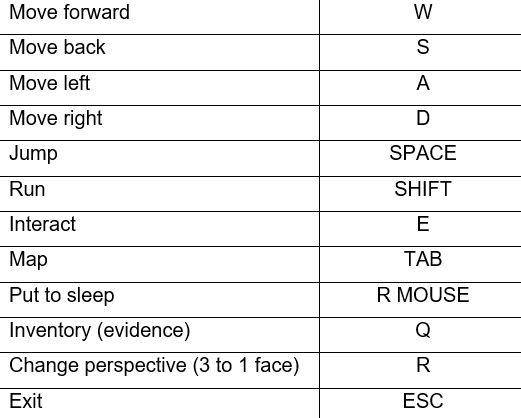 Move forward W
Move back S
Move left A
Move right D
Jump SPACE
Run SHIFT
Interact E
Map TAB
Put to sleep R MOUSE
Inventory (evidence) Q
Change perspective (3 to 1 face) R
Exit ESC